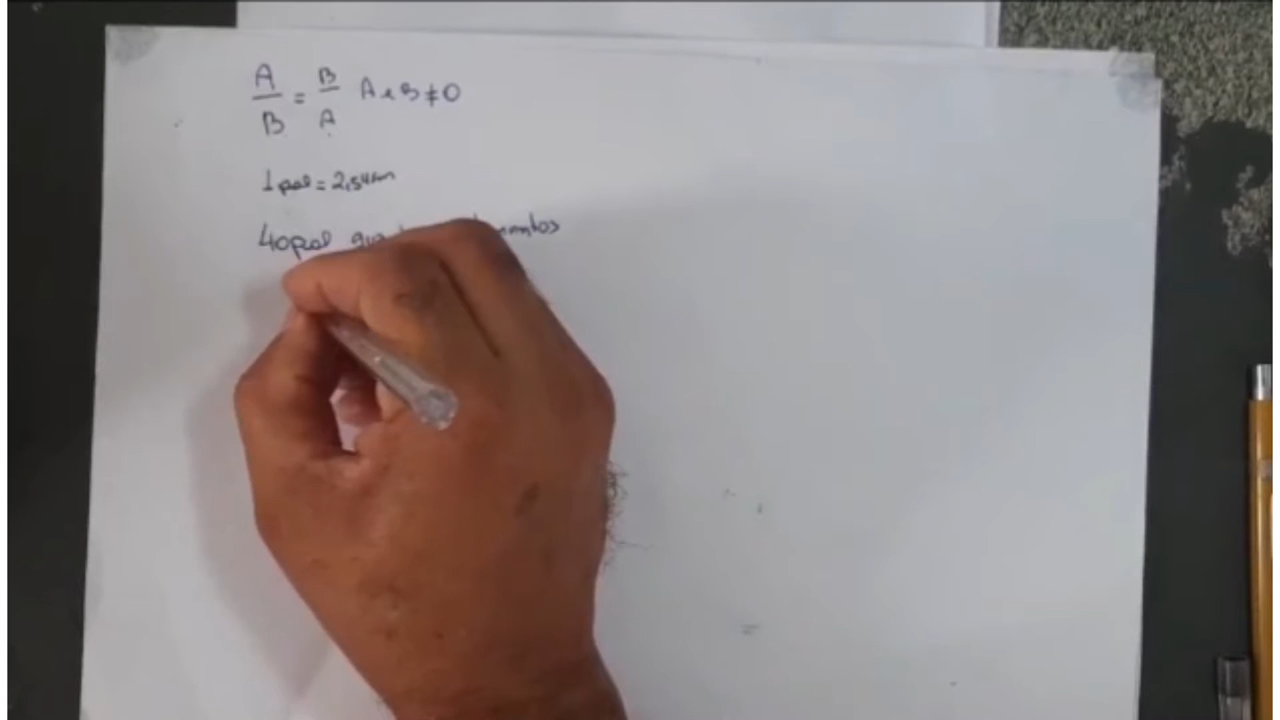 A/B = B/A A e B ≠ 0
1 pol = 2,54cm
40pol